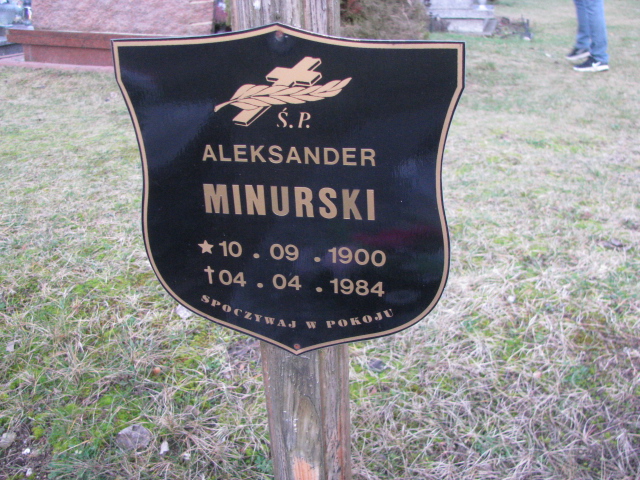 Ś.P.
ALEKSANDER
MINURSKI
★ 10 . 09 . 1900
† 04 . 04 . 1984
SPOCZYWAJ W POKOJU